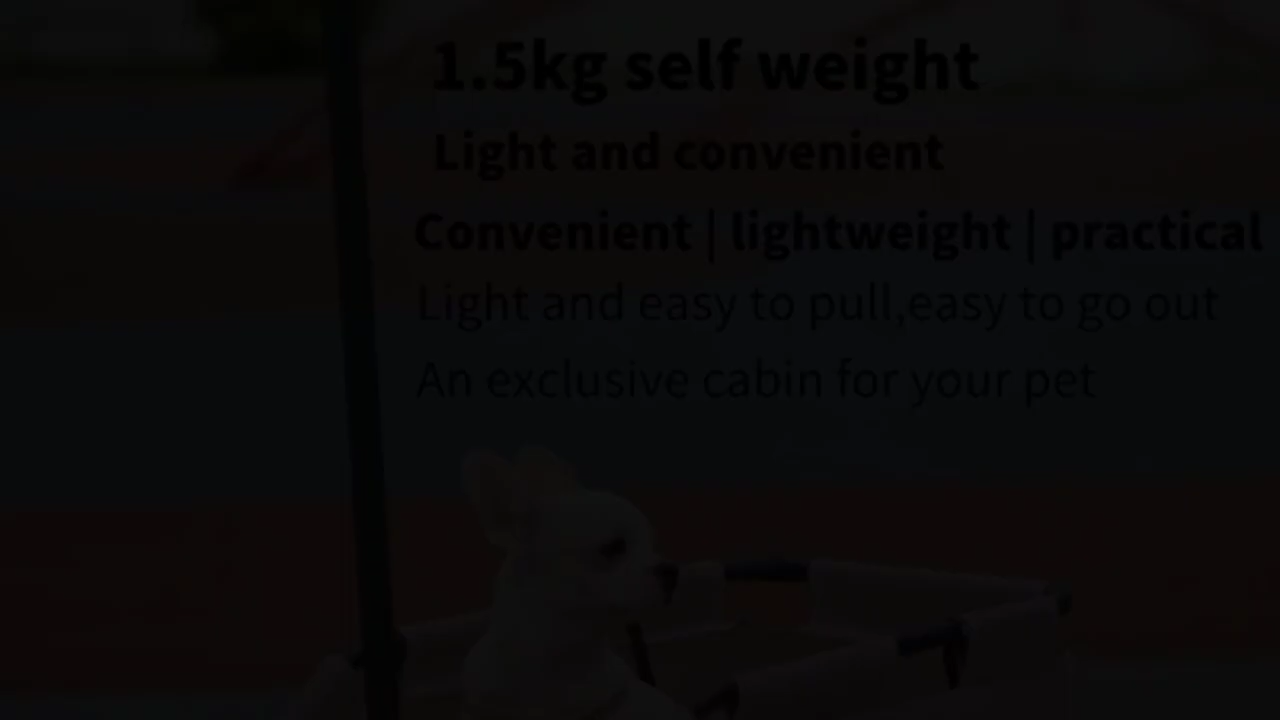 1.5kg self weight
Light and convenient
Convenient | lightweight | practical
Light and easy to pull,easy to go out
An exclusive cabin for your pet